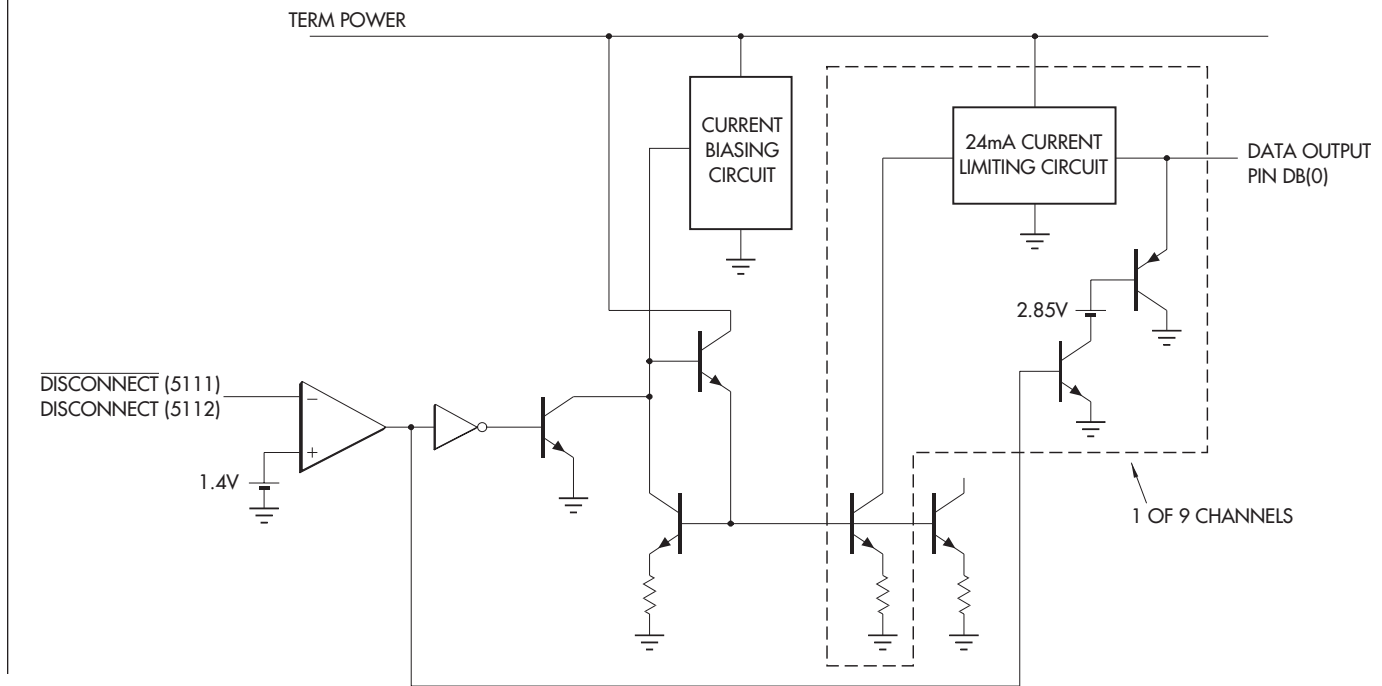 TERM POWER
CURRENT
BIASING
CIRCUIT
24mA CURRENT
LIMITING CIRCUIT
DATA OUTPUT
PIN DB(0)
2.85V
DISCONNECT (5111)
DISCONNECT (5112)
−
+
1.4V
1 OF 9 CHANNELS